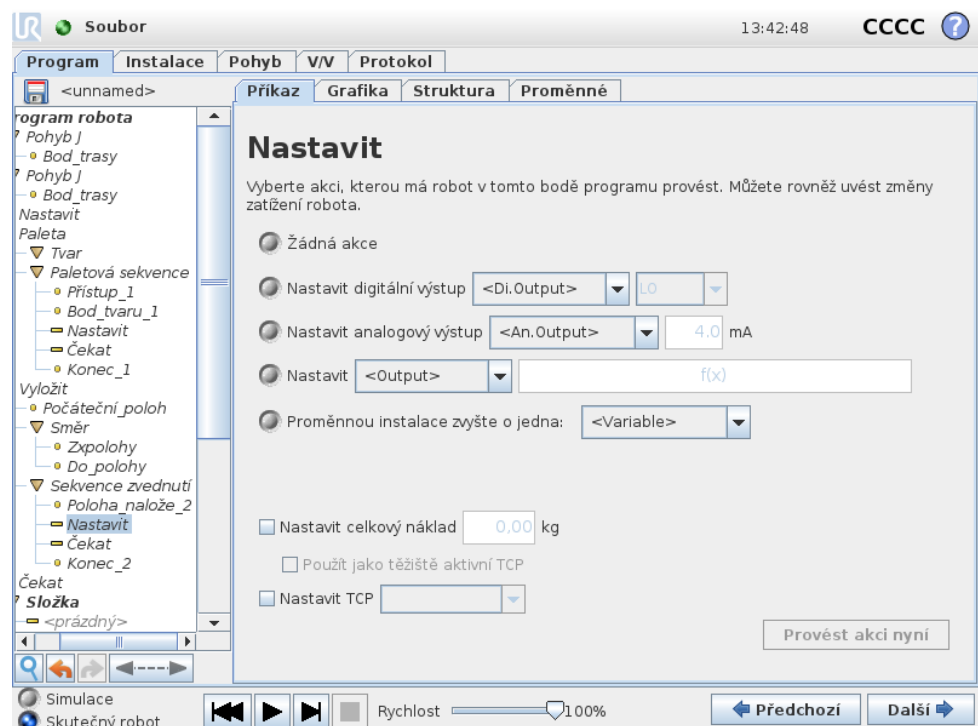 UR Soubor 13:42:48 CCCC ?
Program Instalace Pohyb V/V Protokol
<unnamed>
Příkaz Grafika Struktura Proměnné
rogram robota
Pohyb J
Bod_trasy
Pohyb J
Bod_trasy
Nastavit
Paleta
Tvar
Paletová sekvence
Přístup_1
Bod_tvaru_1
Nastavit
Čekat
Konec_1
Vyložit
Počáteční_poloh
Směr
Zxpolohy
Do_polohy
Sekvence zvednutí
Poloha_nalože_2
Nastavit
Čekat
Konec_2
Čekat
Složka
<prázdný>
Nastavit
Vyberte akci, kterou má robot v tomto bodě programu provést. Můžete rovněž uvést změny
zatížení robota.
Žádná akce
Nastavit digitální výstup <Di.Output> LO
Nastavit analogový výstup <An.Output> 4.0 mA
Nastavit <Output> f(x)
Proměnnou instalace zvyšte o jedna: <Variable>
Nastavit celkový náklad 0,00 kg
Použít jako těžiště aktivní TCP
Nastavit TCP
Provést akci nyní
Simulace
Skutečný robot
Rychlost 100%
Předchozí Další